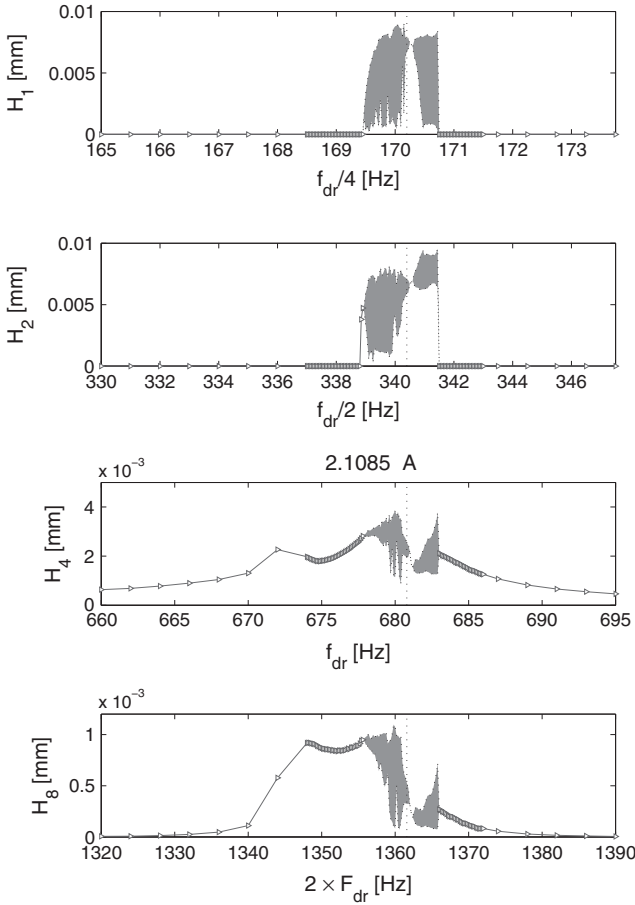 0.01
0.005
0
H1 [mm]
165 166 167 168 169 170 171 172 173
fdr/4 [Hz]
0.01
0.005
0
H2 [mm]
330 332 334 336 338 340 342 344 346
fdr/2 [Hz]
2.1085 A
x 10−3
4
2
0
H4 [mm]
660 665 670 675 680 685 690 695
fdr [Hz]
x 10−3
1
0.5
0
H8 [mm]
1320 1330 1340 1350 1360 1370 1380 1390
2 × Fdr [Hz]